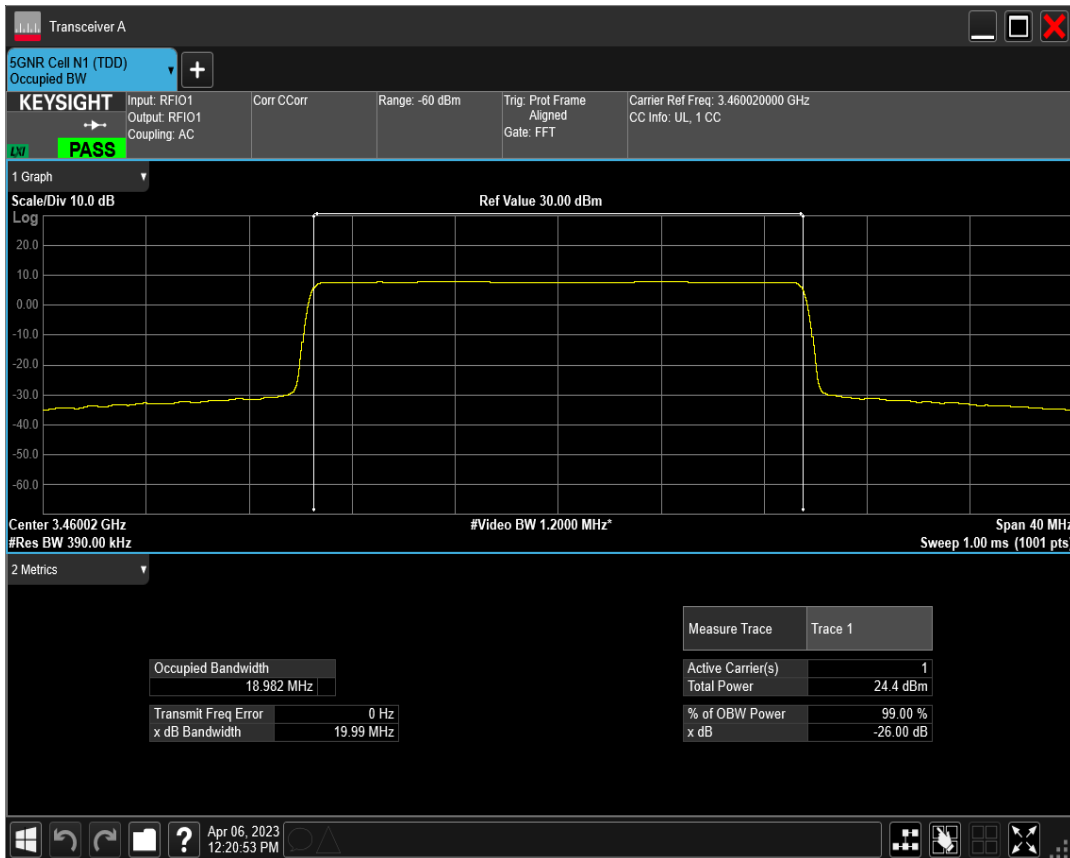 Transceiver A
5GNR Cell N1 (TDD)
Occupied BW
+
KEYSIGHT
LXI
PASS
Input: RFIO1
Output: RFIO1
Coupling: AC
Corr CCorr
Range: -60 dBm
Trig: Prot Frame
Aligned
Gate: FFT
Carrier Ref Freq: 3.460020000 GHz
CC Info: UL, 1 CC
1 Graph
Scale/Div 10.0 dB
Ref Value 30.00 dBm
Log
20.0
10.0
0.00
-10.0
-20.0
-30.0
-40.0
-50.0
-60.0
Center 3.46002 GHz
#Video BW 1.2000 MHz*
Span 40 MHz
#Res BW 390.00 kHz
Sweep 1.00 ms (1001 pts)
2 Metrics
Measure Trace Trace 1
Occupied Bandwidth
18.982 MHz
Transmit Freq Error 0 Hz
x dB Bandwidth 19.99 MHz
Active Carrier(s) 1
Total Power 24.4 dBm
% of OBW Power 99.00 %
x dB -26.00 dB
?
Apr 06, 2023
12:20:53 PM